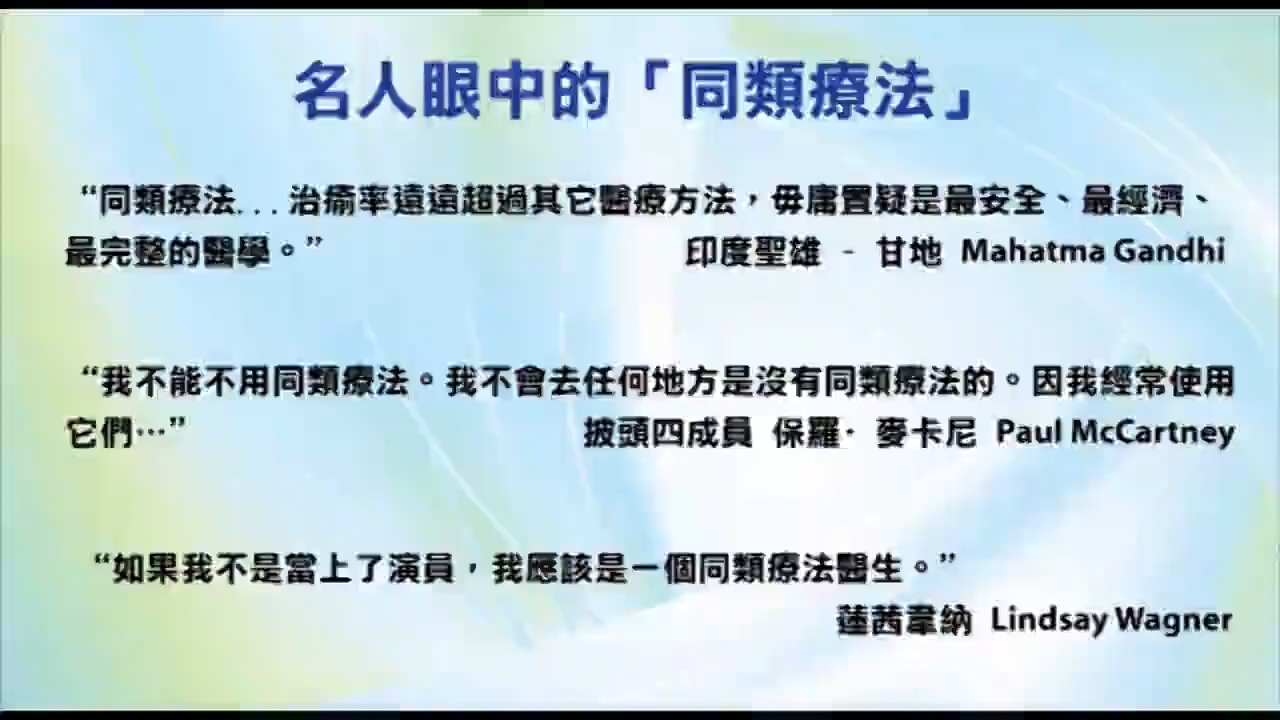 名人眼中的「同類療法」
“同類療法...治癒率遠遠超過其它醫療方法，毋庸置疑是最安全、最經濟、
最完整的醫學。” 印度聖雄 - 甘地 Mahatma Gandhi
“我不能不用同類療法。我不會去任何地方是沒有同類療法的。因我經常使用
它們…” 披頭四成員 保羅· 麥卡尼 Paul McCartney
“如果我不是當上了演員，我應該是一個同類療法醫生。”
蓮茜韋納 Lindsay Wagner